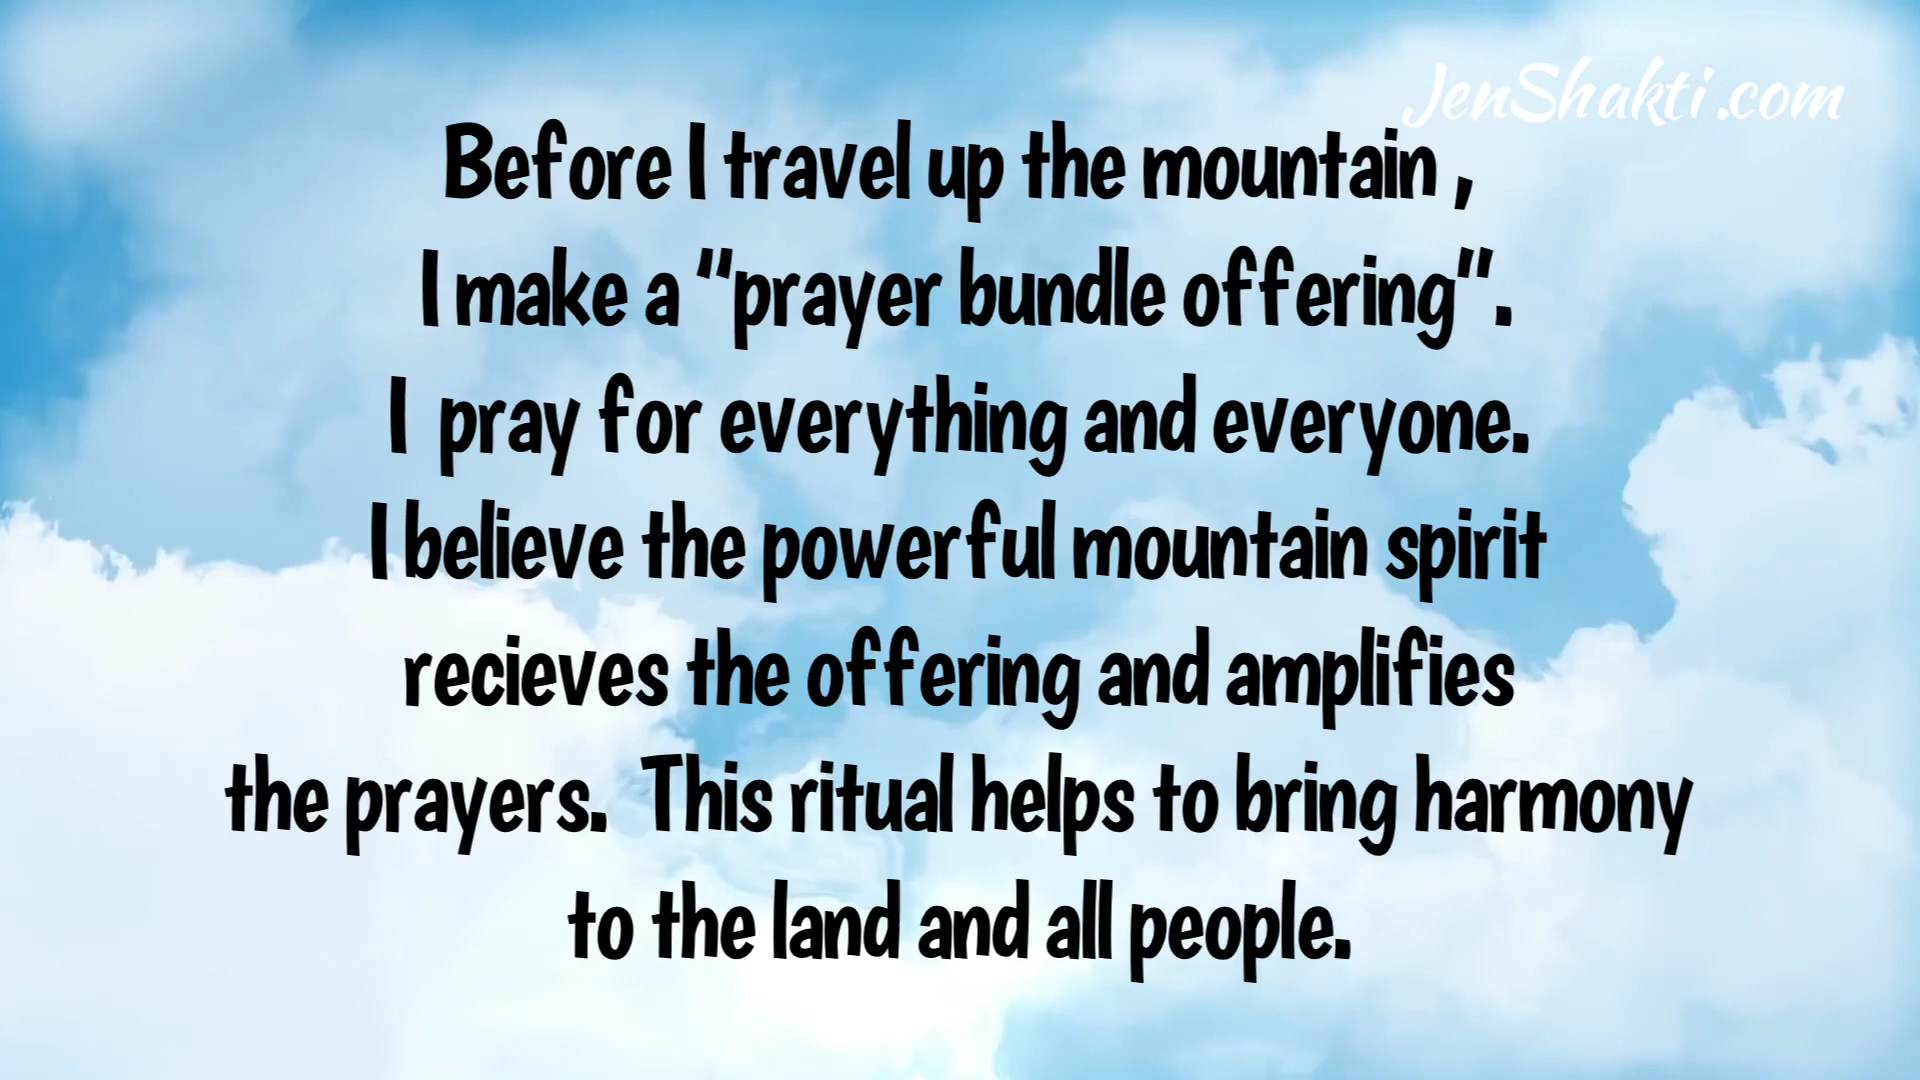 JenShakti.com
Before I travel up the mountain ,
I make a "prayer bundle offering".
I pray for everything and everyone.
I believe the powerful mountain spirit
recieves the offering and amplifies
the prayers. This ritual helps to bring harmony
to the land and all people.